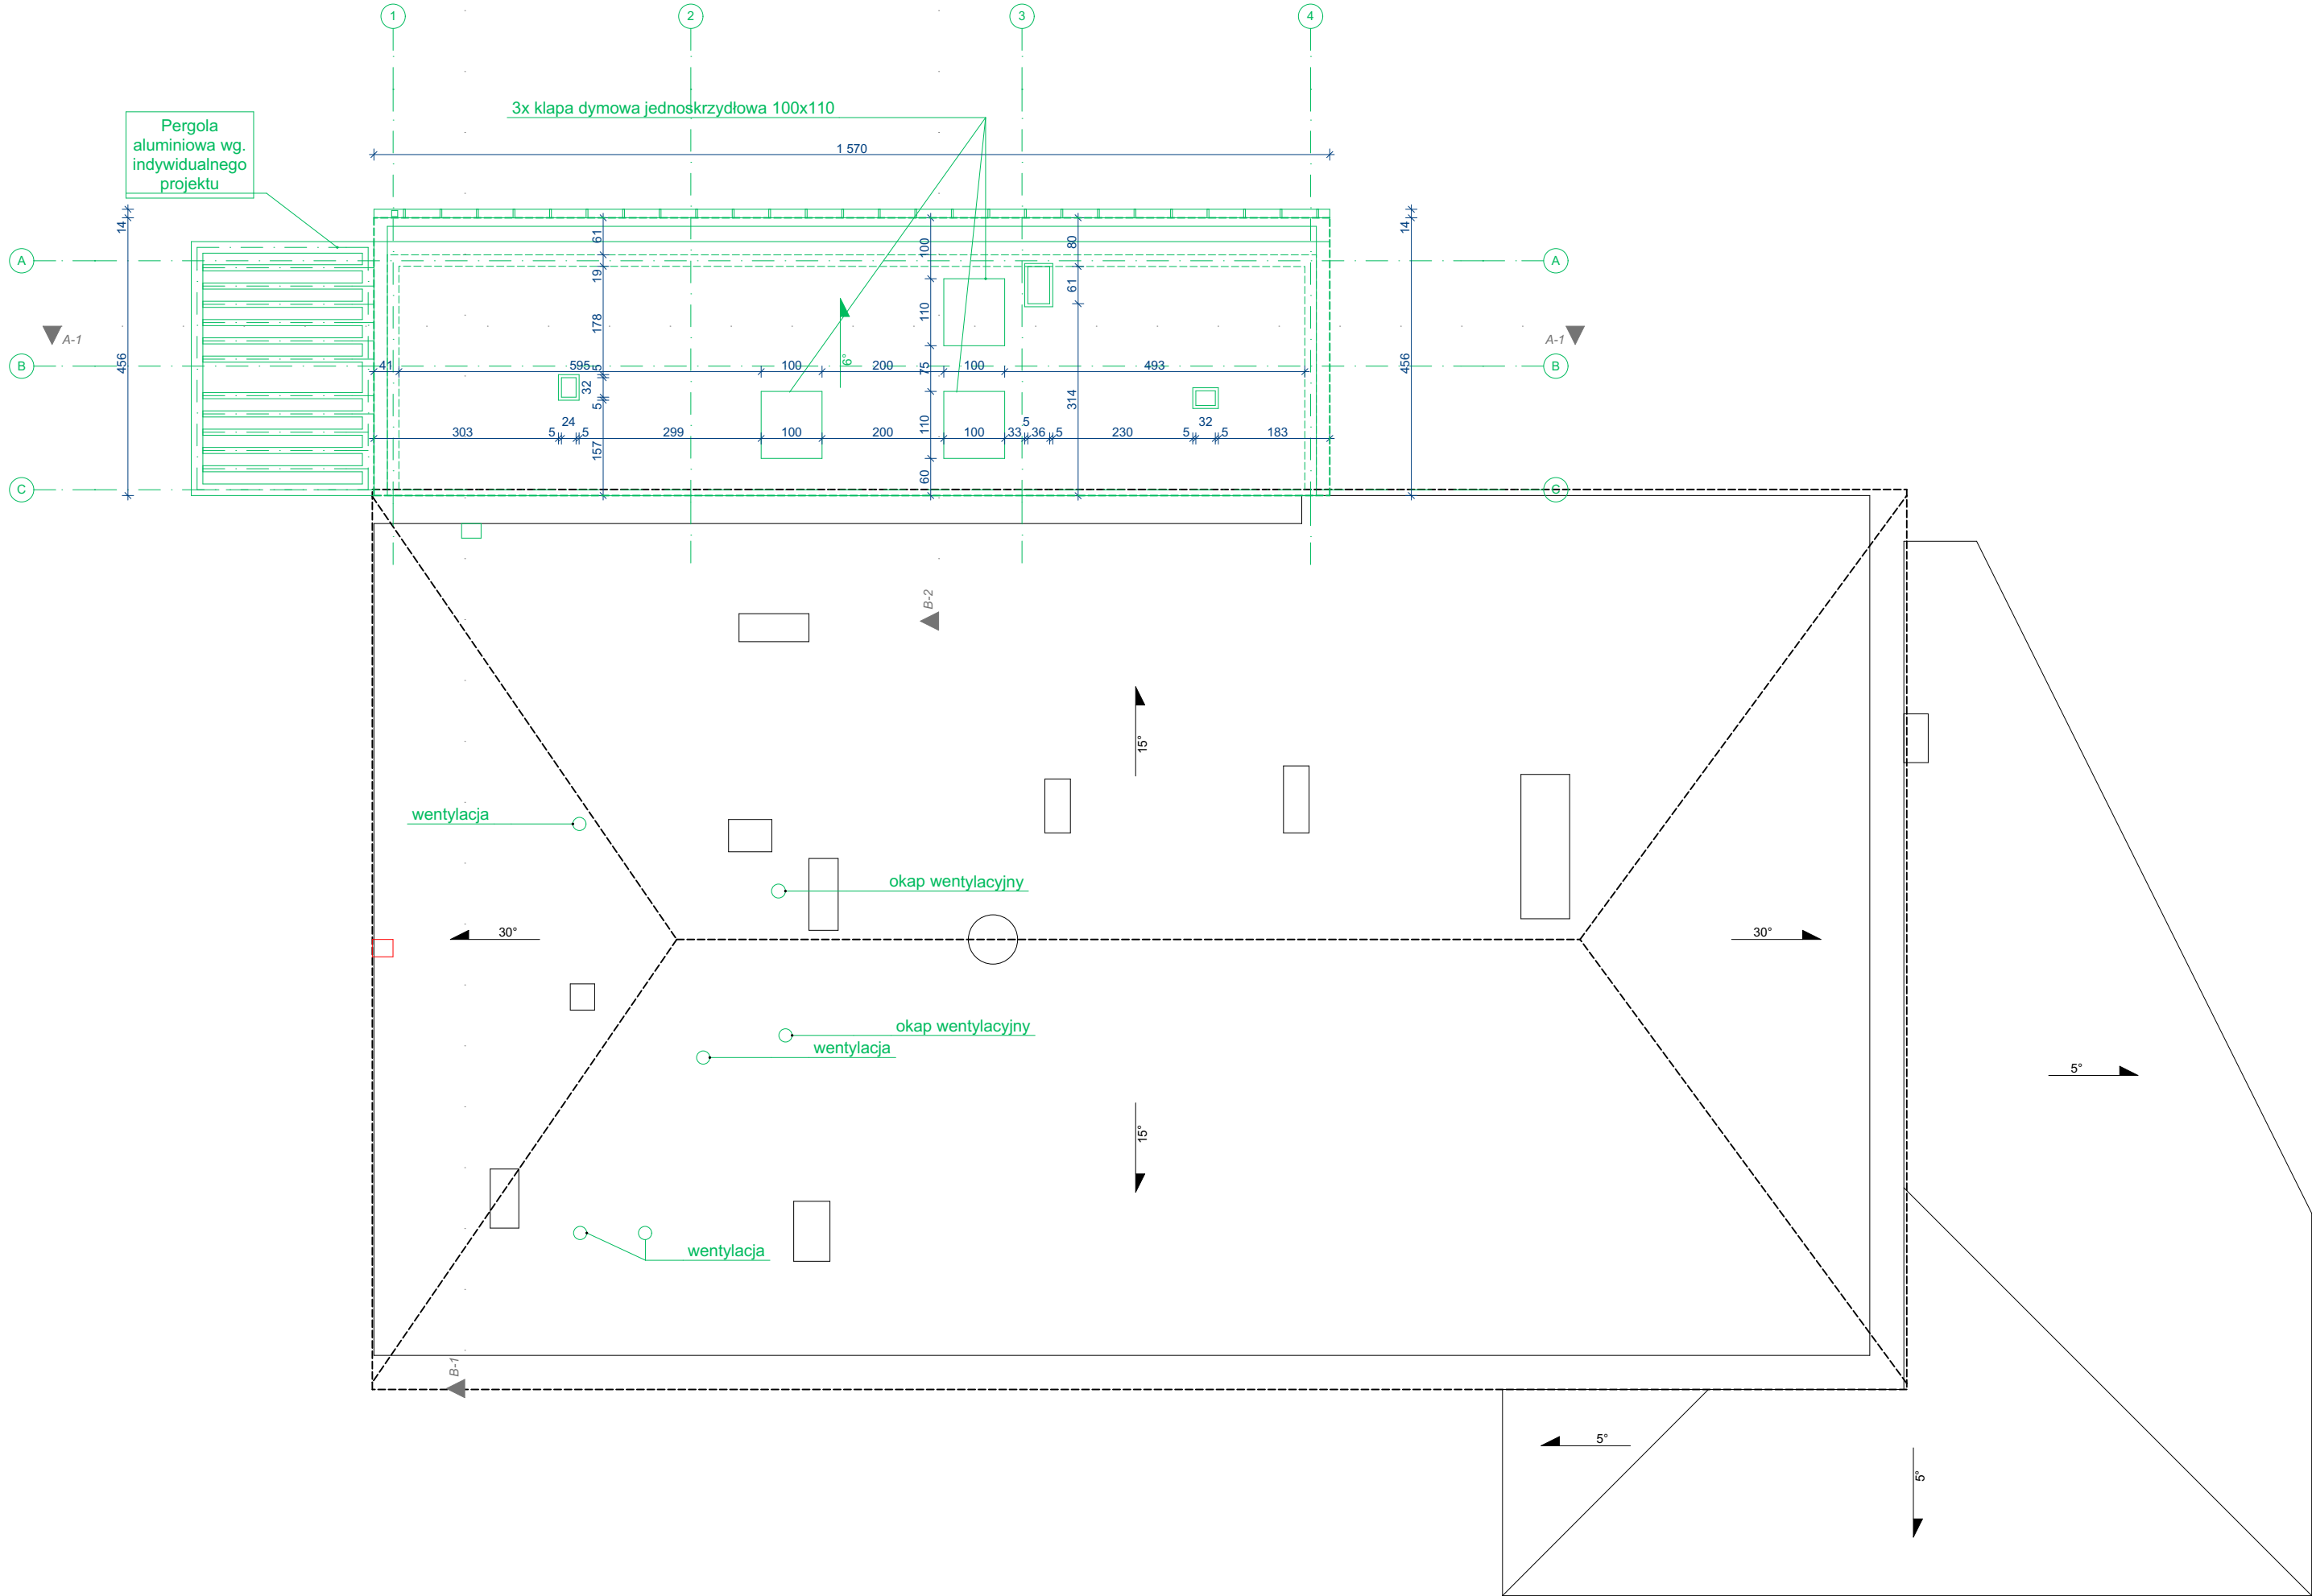 1
2
3
4
3x klapa dymowa jednoskrzydłowa 100x110
Pergola
aluminiowa wg.
indywidualnego
projektu
1 570
14
14
61
100
80
A
A
19
61
110
178
A-1
A-1
456
456
B
B
41
595
5
100
200
75
100
493
6°
32
5
314
24
5
32
110
303
5
5
299
100
200
100
33
36
5
230
5
5
183
157
60
C
C
B-2
15°
wentylacja
okap wentylacyjny
30°
30°
okap wentylacyjny
wentylacja
5°
15°
wentylacja
B-1
5°
5°